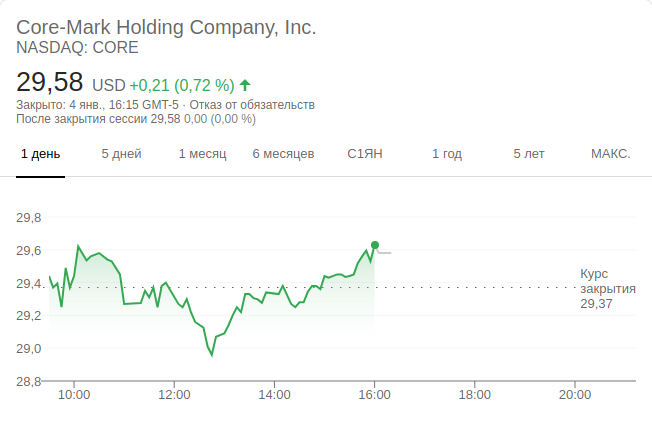 Core-Mark Holding Company, Inc.
NASDAQ: CORE
29,58 USD +0,21 (0,72 %) ↑
Закрыто: 4 янв., 16:15 GMT-5 · Отказ от обязательств
После закрытия сессии 29,58 0,00 (0,00 %)
1 день 5 дней 1 месяц 6 месяцев С1ЯН 1 год 5 лет МАКС.
29,8
29,6
29,4
29,2
29,0
28,8
Курс
закрытия
29,37
10:00 12:00 14:00 16:00 18:00 20:00